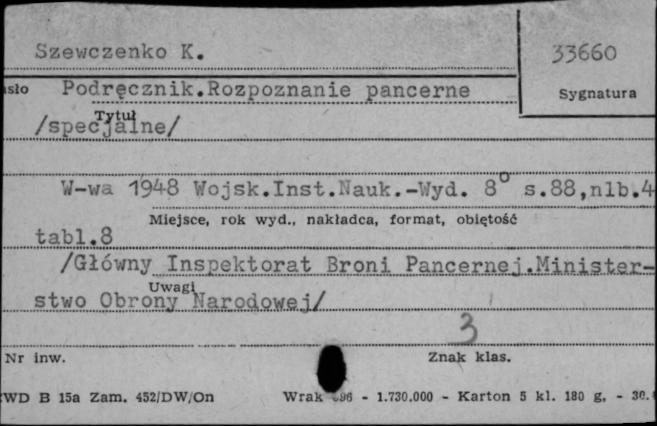 Szewczenko K.
33660
Podręcznik.Rozpoznanie pancerne
Sygnatura
Tytuł
/specjalne/
W-wa 1948 Wojsk.Inst.Nauk.-Wyd. 8° s.88,nlb.4
Miejsce, rok wyd., nakładca, format, obiętość
tabl.8
/Główny Inspektorat Broni Pancernej.Minister-
Uwagi
stwo Obrony Narodowej/
3
Nr inw.
Znak klas.
WD B 15a Zam. 452/DW/On
Wrak - 1.730.000 - Karton 5 kl. 180 g, - 30.